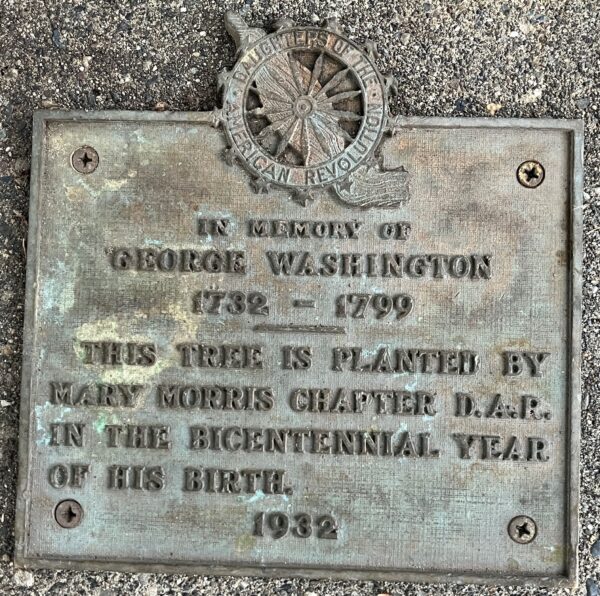 DAUGHTERS OF THE
AMERICAN REVOLUTION
IN MEMORY OF
GEORGE WASHINGTON
1732 - 1799
THIS TREE IS PLANTED BY
MARY MORRIS CHAPTER D.A.R.
IN THE BICENTENNIAL YEAR
OF HIS BIRTH.
1932